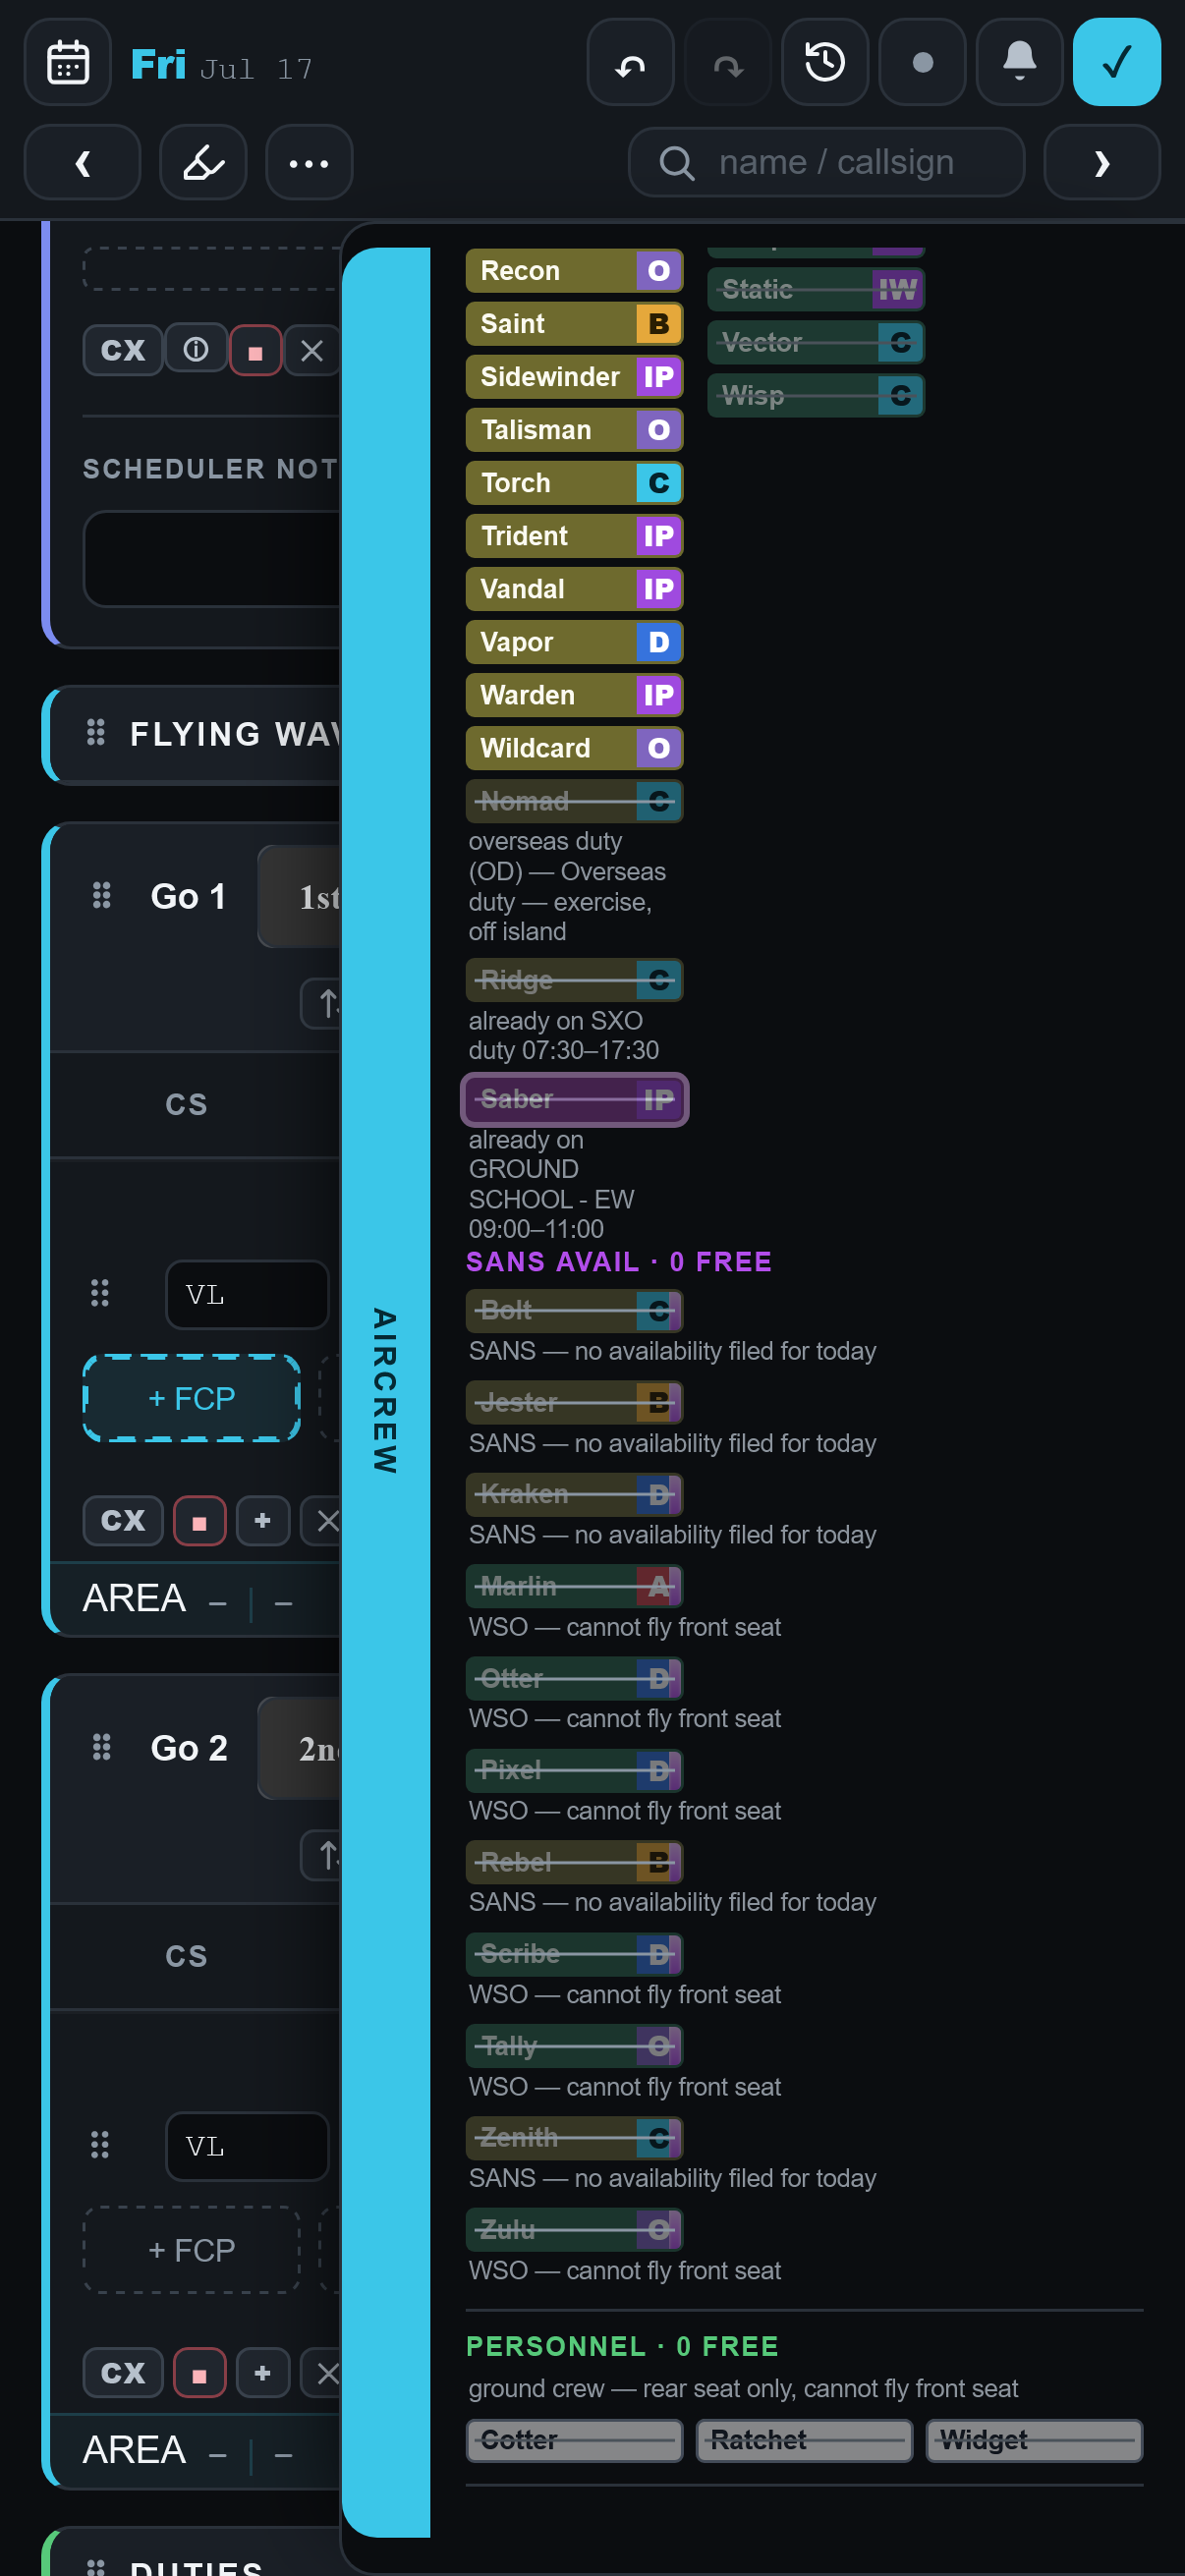 Fri Jul 17
name / callsign
CX
SCHEDULER NOT
FLYING WAV
Go 1
1st
CS
VL
+ FCP
CX
+
AREA – | –
Go 2
2nd
CS
VL
+ FCP
CX
+
AREA – | –
DUTIES
AIRCREW
Recon O
Saint B
Sidewinder IP
Talisman O
Torch C
Trident IP
Vandal IP
Vapor D
Warden IP
Wildcard O
Nomad C
overseas duty
(OD) — Overseas
duty — exercise,
off island
Ridge C
already on SXO
duty 07:30–17:30
Saber IP
already on
GROUND
SCHOOL - EW
09:00–11:00
Static IW
Vector C
Wisp C
SANS AVAIL · 0 FREE
Bolt C
SANS — no availability filed for today
Jester B
SANS — no availability filed for today
Kraken D
SANS — no availability filed for today
Marlin A
WSO — cannot fly front seat
Otter D
WSO — cannot fly front seat
Pixel D
WSO — cannot fly front seat
Rebel B
SANS — no availability filed for today
Scribe D
WSO — cannot fly front seat
Tally O
WSO — cannot fly front seat
Zenith C
SANS — no availability filed for today
Zulu O
WSO — cannot fly front seat
PERSONNEL · 0 FREE
ground crew — rear seat only, cannot fly front seat
Cotter Ratchet Widget